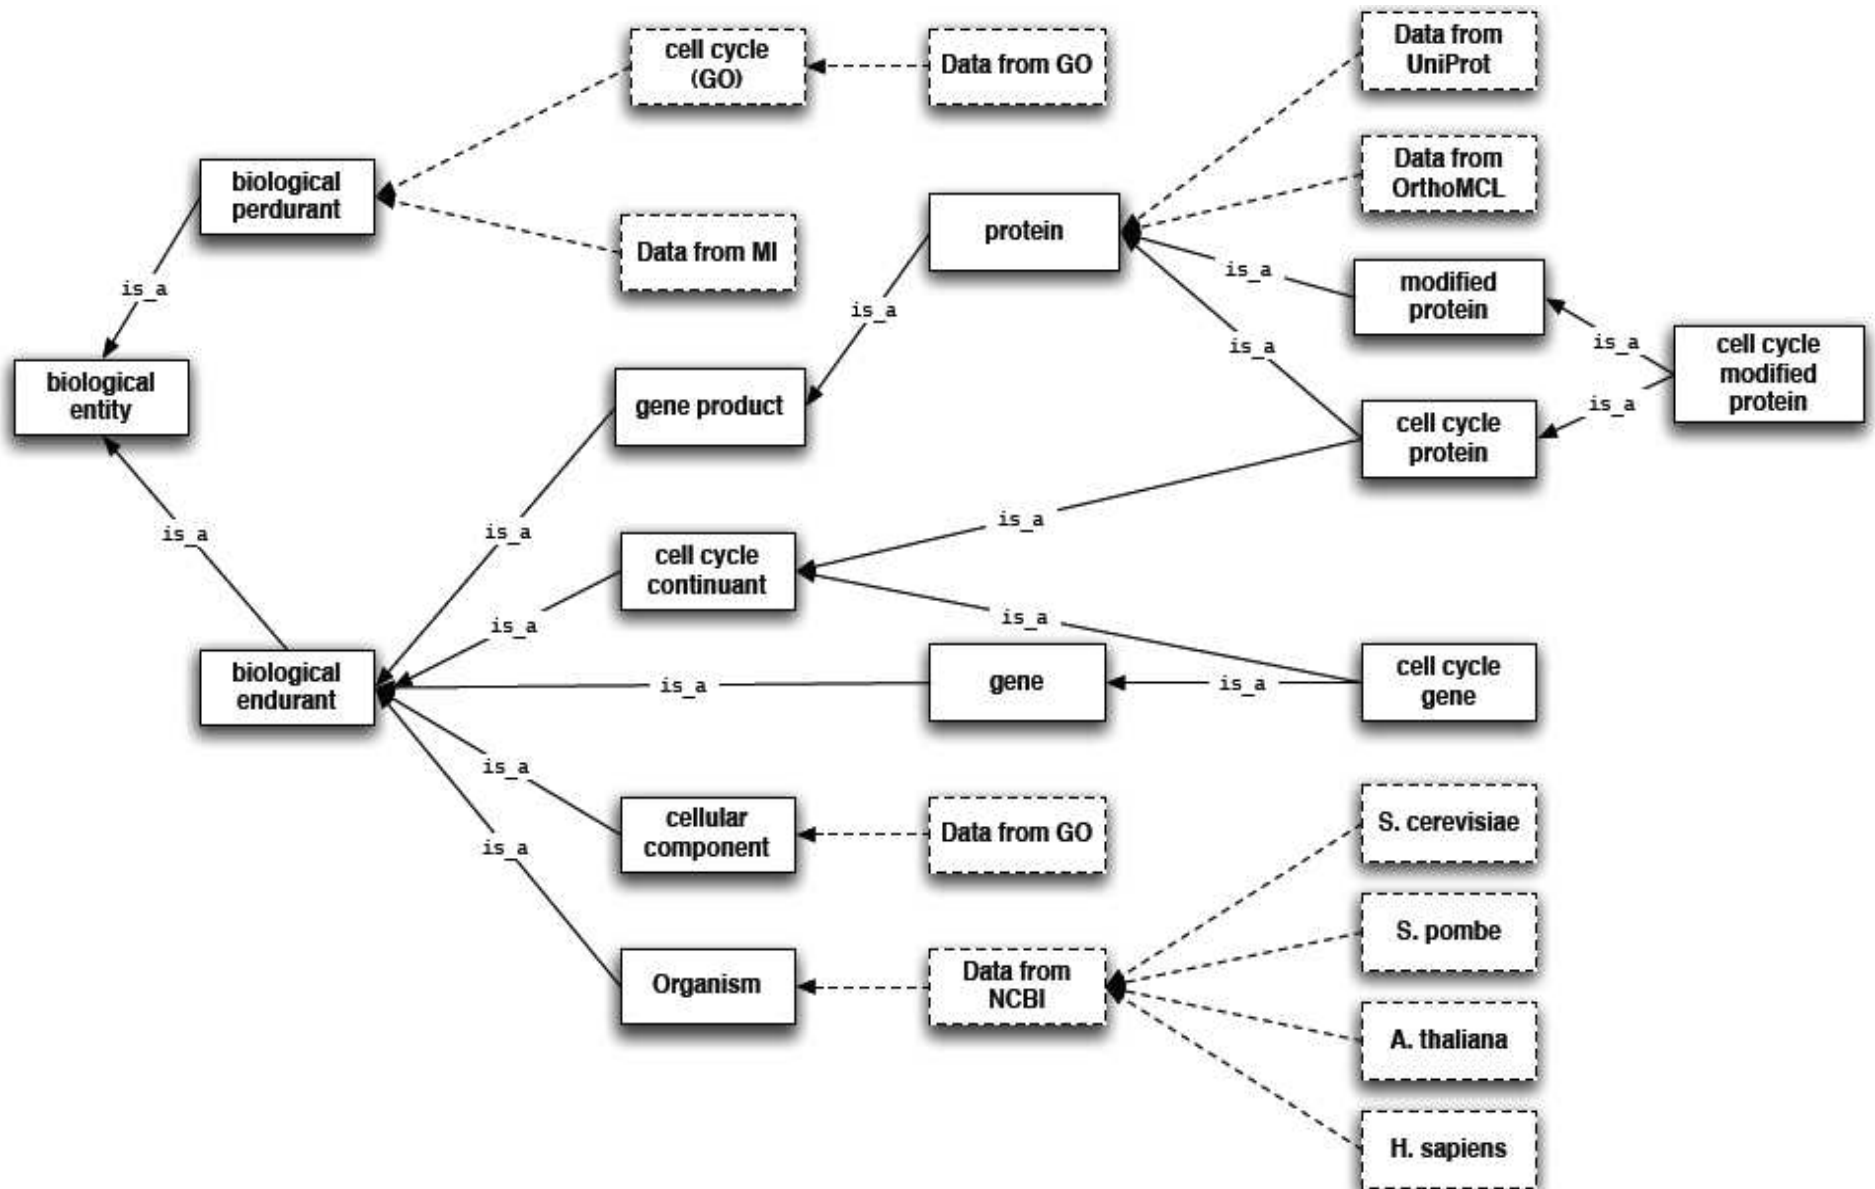 cell cycle
(GO)
Data from GO
Data from
UniProt
Data from
OrthoMCL
biological
perdurant
Data from MI
protein
is_a
is_a
modified
protein
is_a
is_a
is_a
cell cycle
modified
protein
biological
entity
gene product
is_a
cell cycle
protein
is_a
is_a
is_a
cell cycle
continuant
is_a
is_a
biological
endurant
is_a
gene
is_a
cell cycle
gene
is_a
cellular
component
Data from GO
S. cerevisiae
is_a
S. pombe
Organism
Data from
NCBI
A. thaliana
H. sapiens